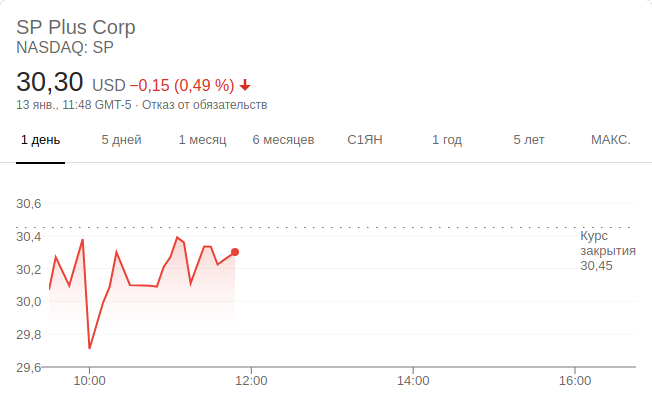 SP Plus Corp
NASDAQ: SP
30,30 USD −0,15 (0,49 %)
13 янв., 11:48 GMT-5 · Отказ от обязательств
1 день 5 дней 1 месяц 6 месяцев С1ЯН 1 год 5 лет МАКС.
30,6
30,4
Курс
закрытия
30,45
30,2
30,0
29,8
29,6
10:00 12:00 14:00 16:00